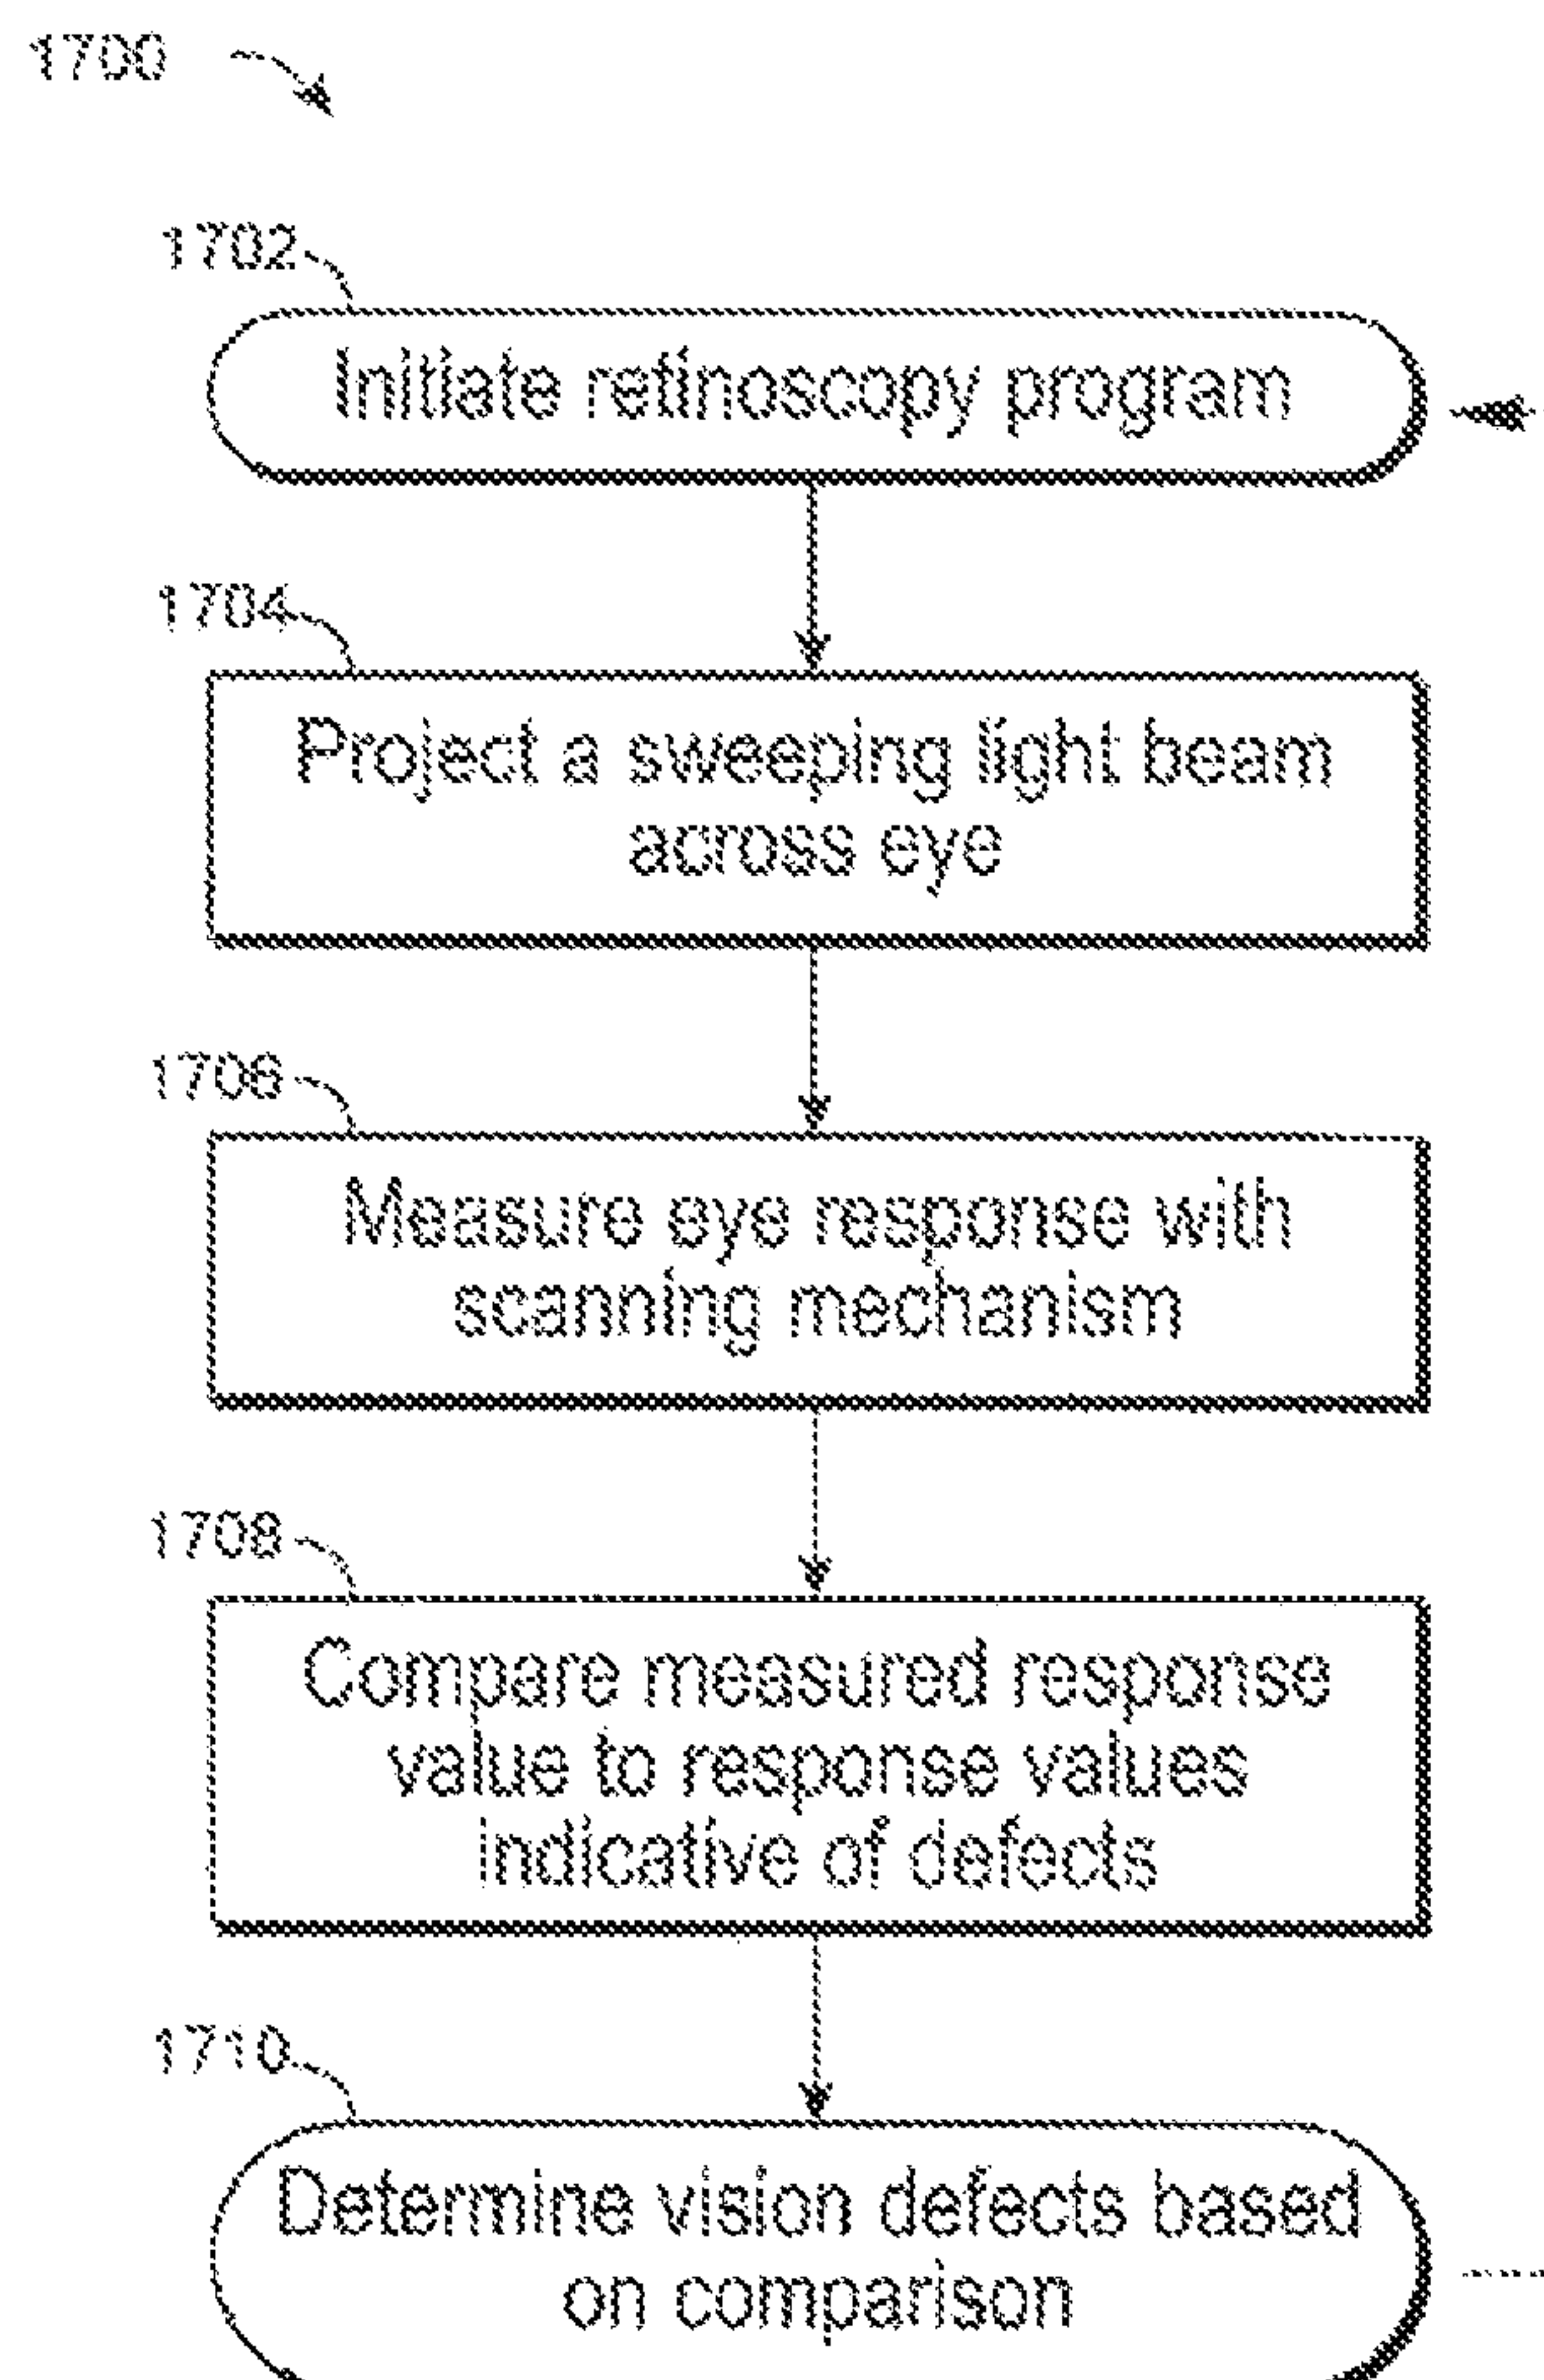 1700
1702
Initiate retinoscopy program
1704
Project a sweeping light beam
across eye
1706
Measure eye response with
scanning mechanism
1708
Compare measured response
value to response values
indicative of defects
1710
Determine vision defects based
on comparison